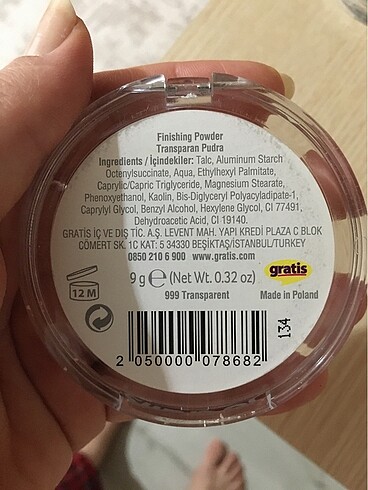 Finishing Powder
Transparan Pudra
Ingredients / İçindekiler: Talc, Aluminum Starch
Octenylsuccinate, Aqua, Ethylhexyl Palmitate,
Caprylic/Capric Triglyceride, Magnesium Stearate,
Phenoxyethanol, Kaolin, Bis-Diglyceryl Polyacyladipate-1,
Caprylyl Glycol, Benzyl Alcohol, Hexylene Glycol, CI 77491,
Dehydroacetic Acid, CI 19140.
GRATİS İÇ VE DIŞ TİC. A.Ş. LEVENT MAH. YAPI KREDİ PLAZA C BLOK
CÖMERT SK. 1C KAT: 5 34330 BEŞİKTAŞ/İSTANBUL/TURKEY
0850 210 6 900 www.gratis.com
9 g ℮ (Net Wt. 0.32 oz)
gratis
12 M
999 Transparent
Made in Poland
134
2 050000 078682